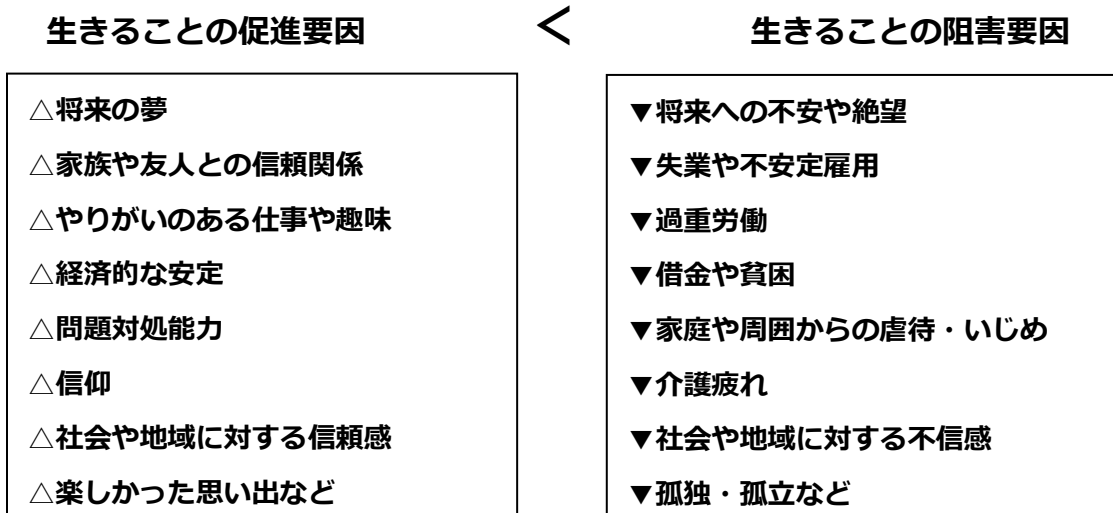 生きることの促進要因
<
生きることの阻害要因
△将来の夢
△家族や友人との信頼関係
△やりがいのある仕事や趣味
△経済的な安定
△問題対処能力
△信仰
△社会や地域に対する信頼感
△楽しかった思い出など
▼将来への不安や絶望
▼失業や不安定雇用
▼過重労働
▼借金や貧困
▼家庭や周囲からの虐待・いじめ
▼介護疲れ
▼社会や地域に対する不信感
▼孤独・孤立など